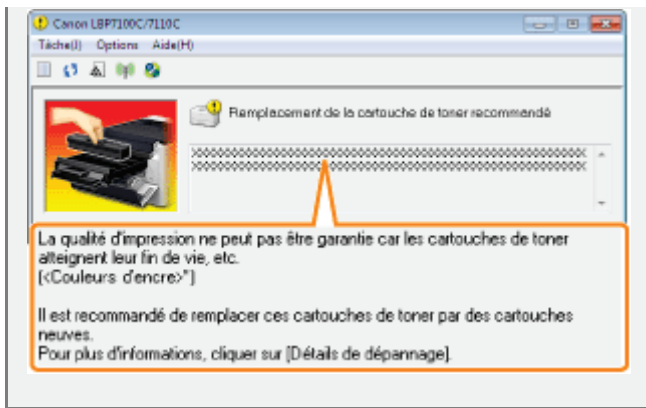 Canon LBP7100C/7110C
Tâche(J) Options Aide(H)
Remplacement de la cartouche de toner recommandé
XXXXXXXXXXXXXXXXXXXXXXXXXXXXXXXXXXXXXXXXXXXXXXXXXX
XXXXXXXXXXXXXXXXXXXXXXXXXXXXXXXXXXXXXXXXXXXXXXXXXX
La qualité d'impression ne peut pas être garantie car les cartouches de toner
atteignent leur fin de vie, etc.
(<Couleurs d'encre>*)
Il est recommandé de remplacer ces cartouches de toner par des cartouches
neuves.
Pour plus d'informations, cliquer sur [Détails de dépannage].